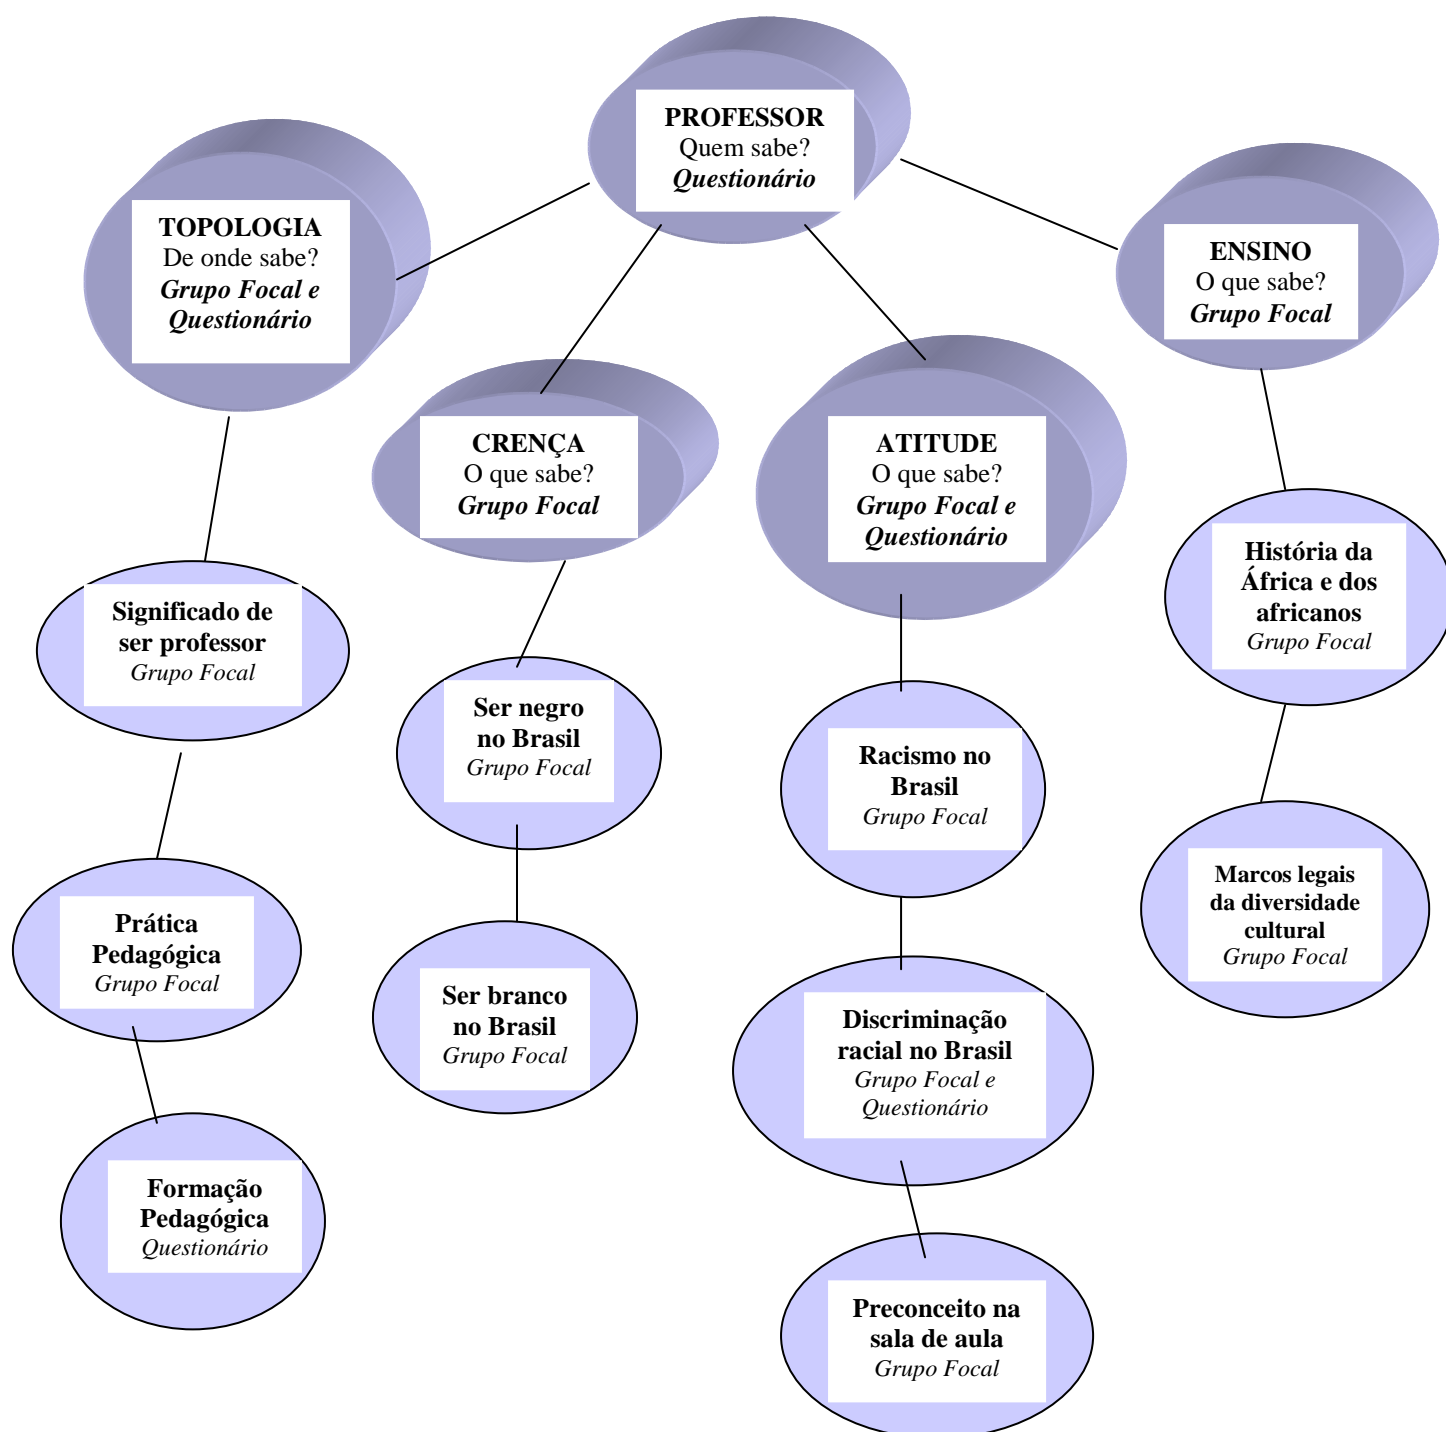 PROFESSOR
Quem sabe?
Questionário
TOPOLOGIA
De onde sabe?
Grupo Focal e
Questionário
CRENÇA
O que sabe?
Grupo Focal
ATITUDE
O que sabe?
Grupo Focal e
Questionário
ENSINO
O que sabe?
Grupo Focal
Significado de
ser professor
Grupo Focal
Prática
Pedagógica
Grupo Focal
Formação
Pedagógica
Questionário
Ser negro
no Brasil
Grupo Focal
Ser branco
no Brasil
Grupo Focal
Racismo no
Brasil
Grupo Focal
Discriminação
racial no Brasil
Grupo Focal e
Questionário
Preconceito na
sala de aula
Grupo Focal
História da
África e dos
africanos
Grupo Focal
Marcos legais
da diversidade
cultural
Grupo Focal